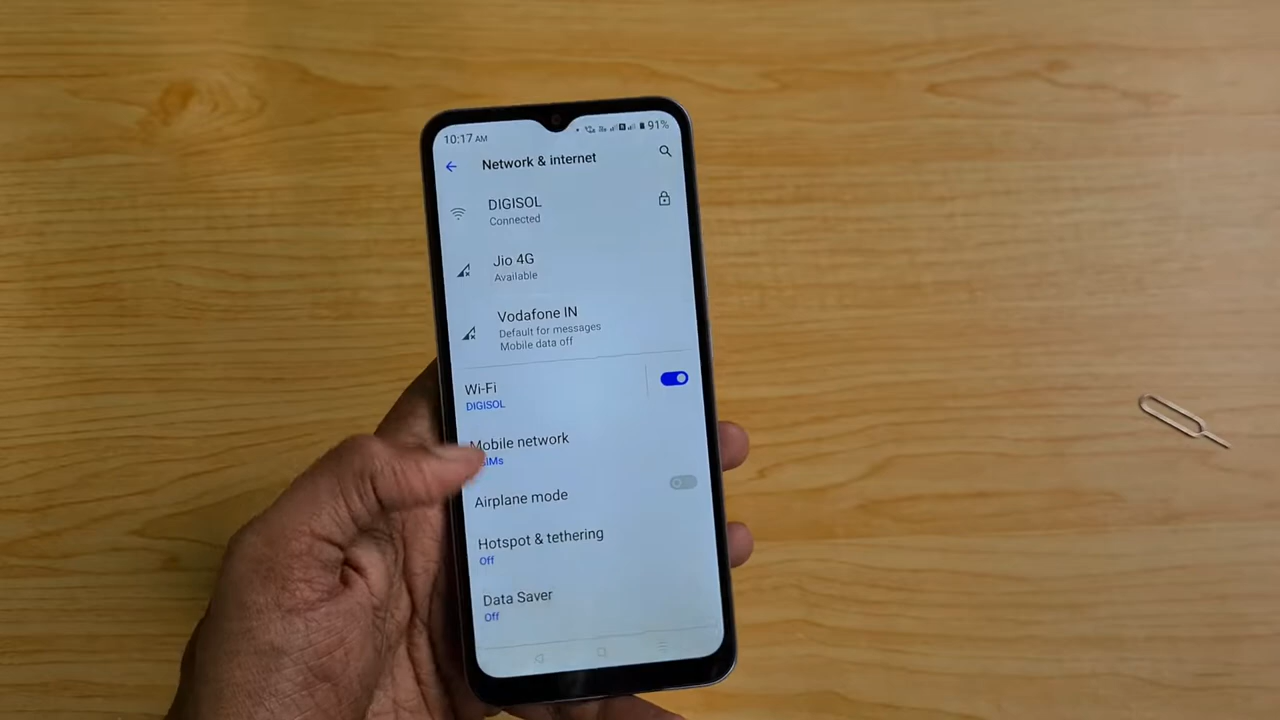 10:17 AM
91%
Network & internet
DIGISOL
Connected
Jio 4G
Available
Vodafone IN
Default for messages
Mobile data off
Wi-Fi
DIGISOL
Mobile network
SIMs
Airplane mode
Hotspot & tethering
Off
Data Saver
Off